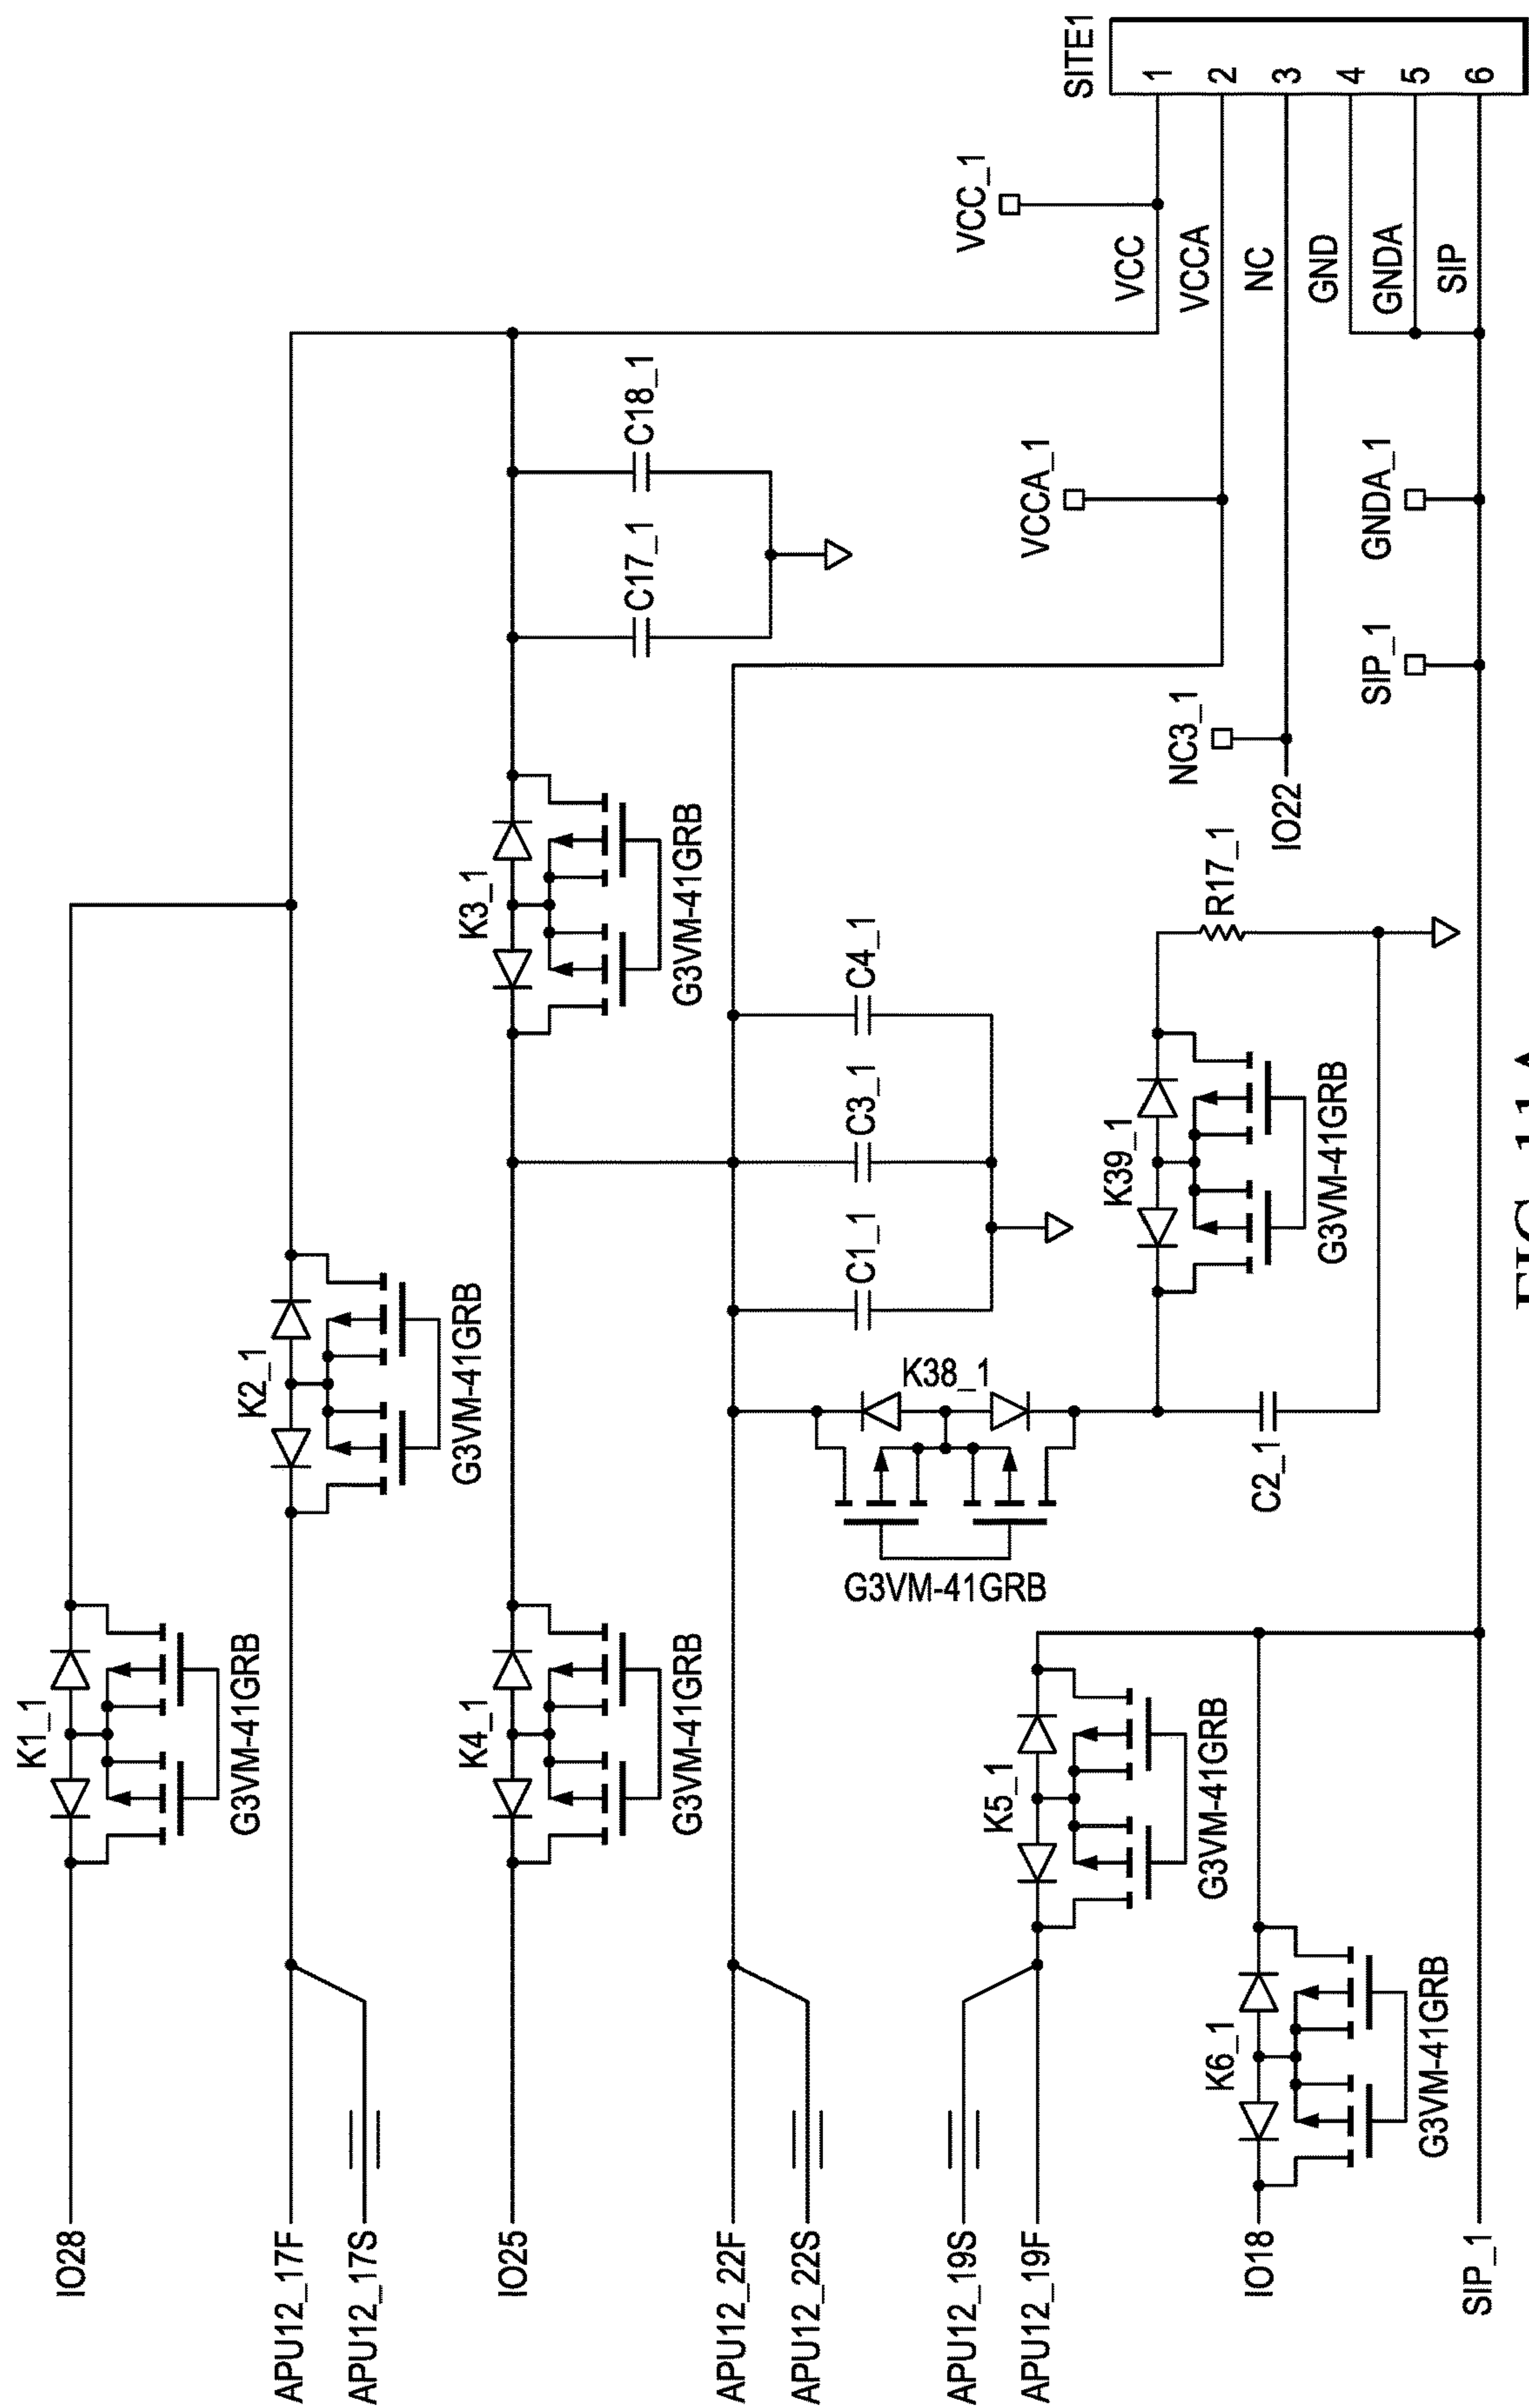 IO28
K1_1
G3VM-41GRB
APU12_17F
APU12_17S
K2_1
G3VM-41GRB
IO25
K4_1
G3VM-41GRB
K3_1
G3VM-41GRB
C17_1
C18_1
APU12_22F
APU12_22S
C1_1
C3_1
C4_1
K38_1
G3VM-41GRB
C2_1
K39_1
G3VM-41GRB
R17_1
APU12_19S
APU12_19F
K5_1
G3VM-41GRB
IO18
K6_1
G3VM-41GRB
SIP_1
IO22
NC3_1
VCCA_1
SIP_1
GNDA_1
VCC_1
VCC
VCCA
NC
GND
GNDA
SIP
SITE1
1
2
3
4
5
6